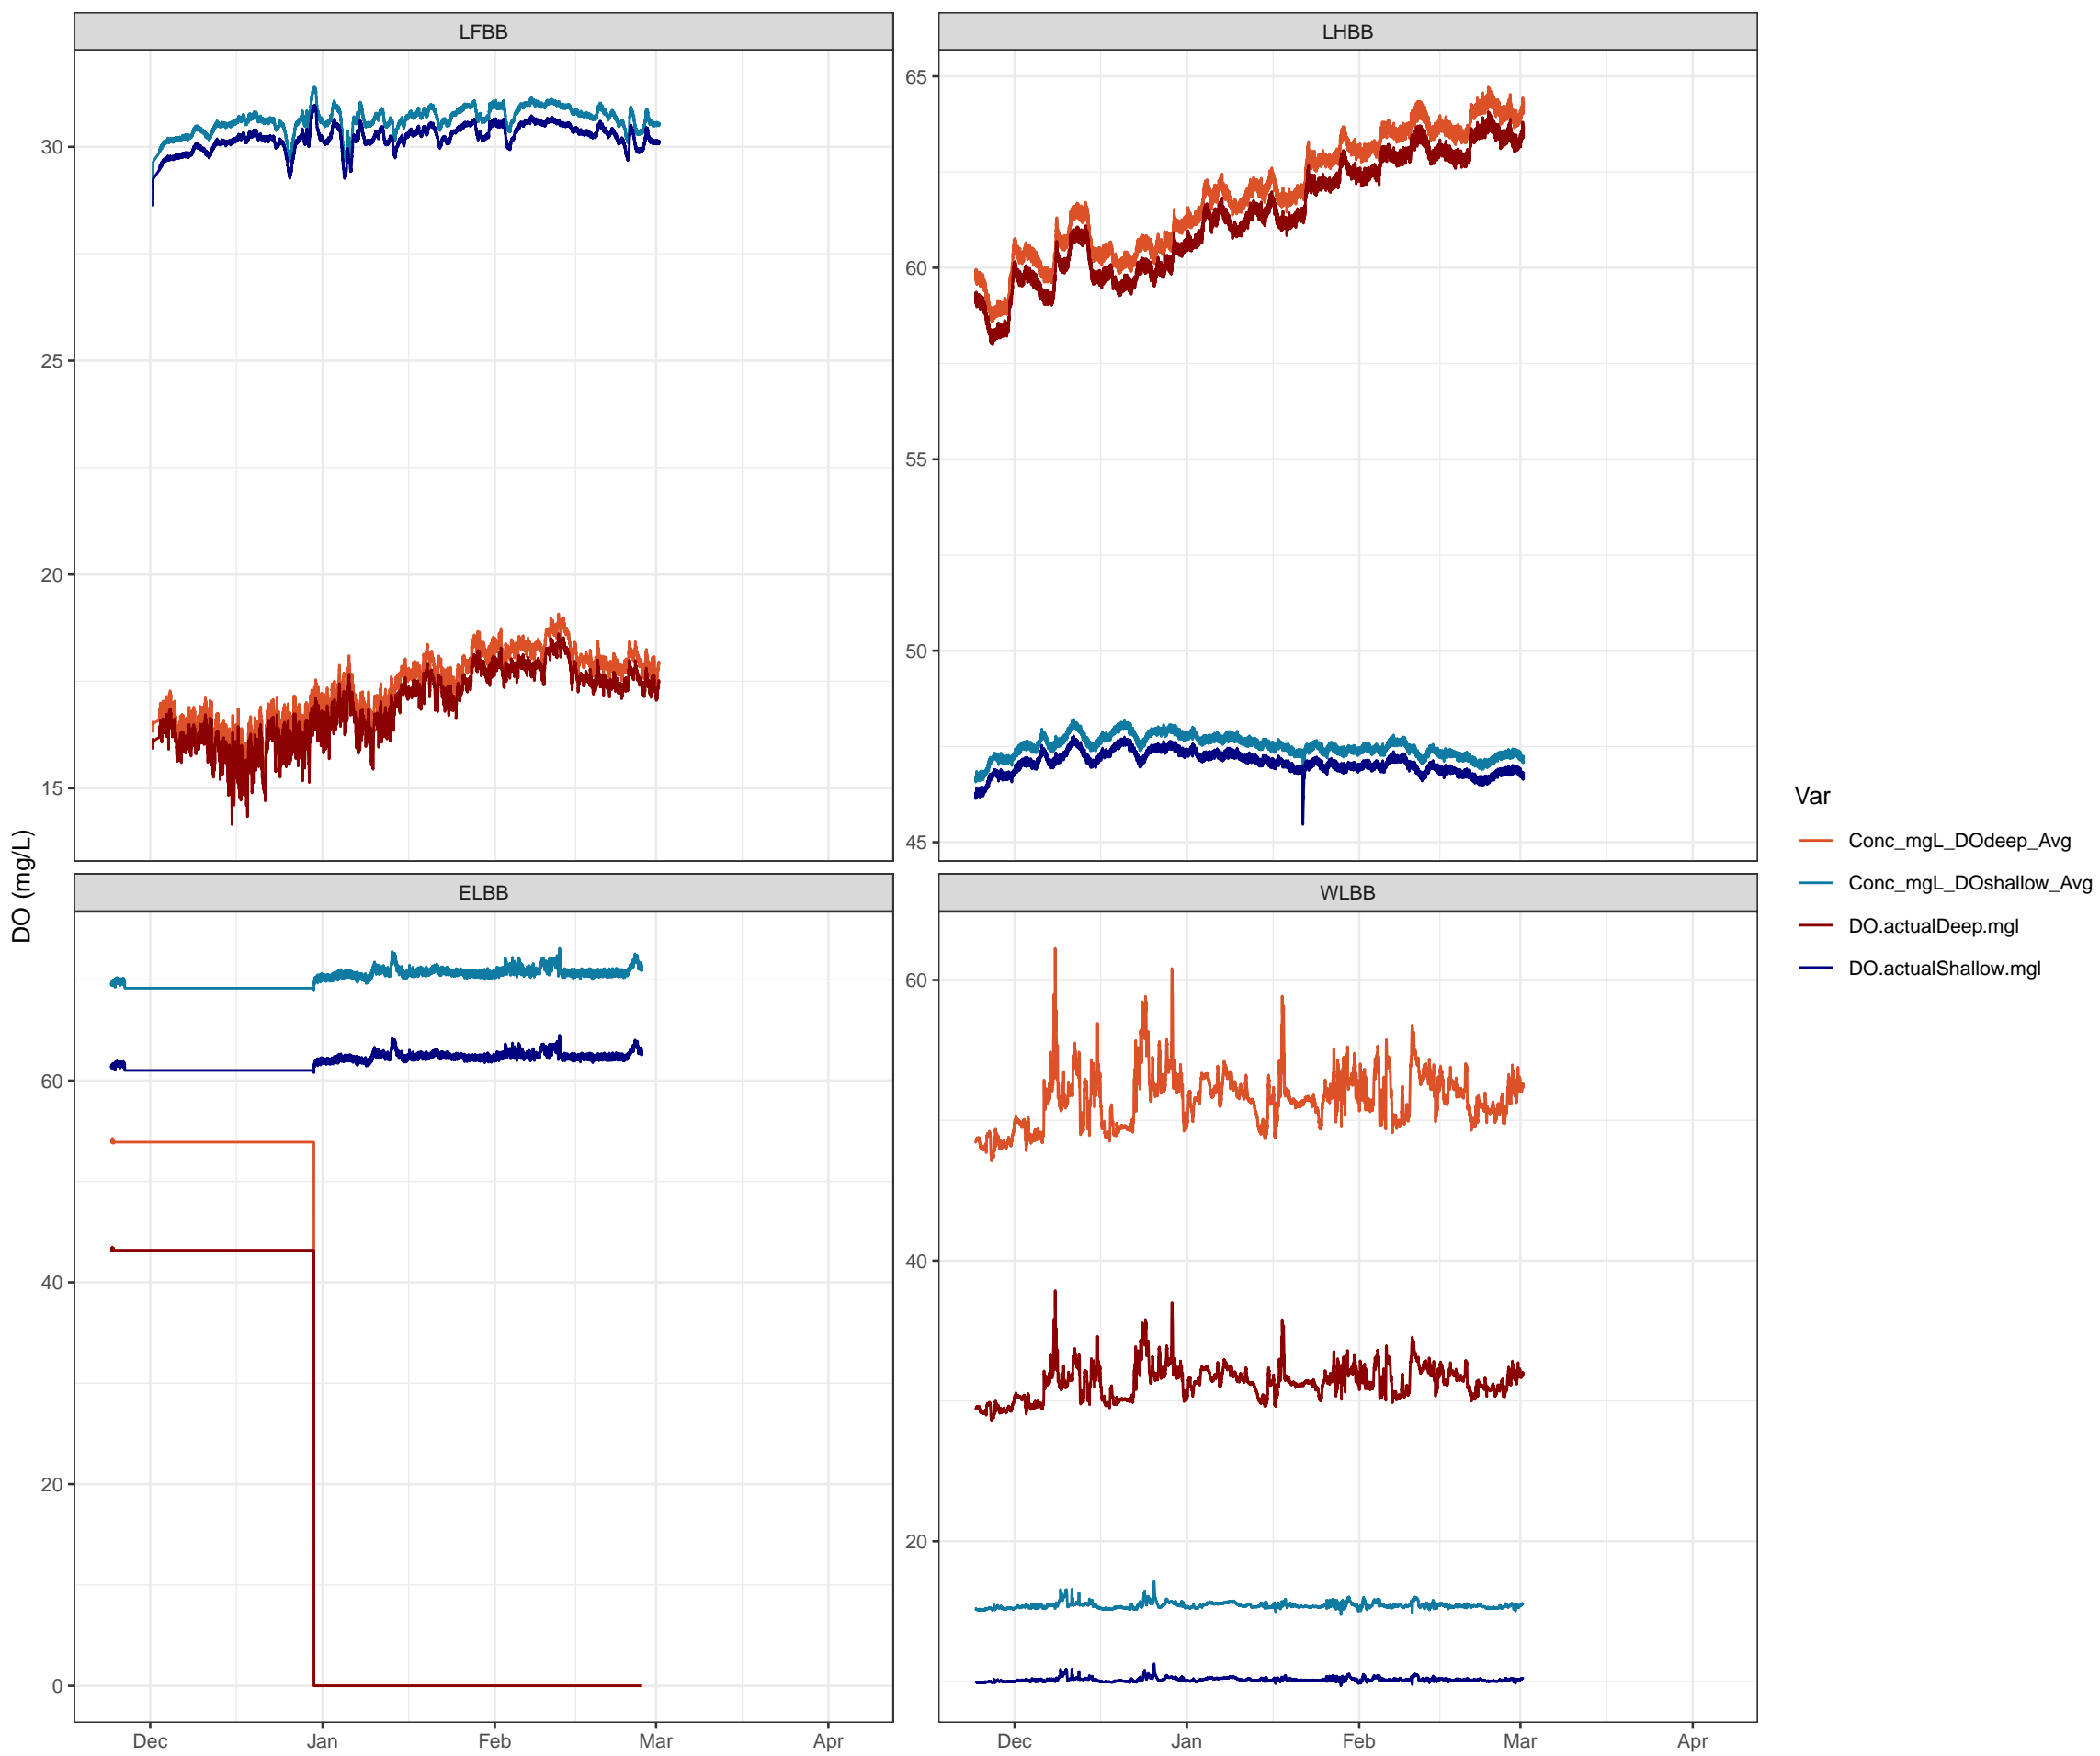 LFBB
LHBB
30
25
20
15
65
60
55
50
45
DO (mg/L)
ELBB
WLBB
60
40
20
0
60
40
20
Dec
Jan
Feb
Mar
Apr
Dec
Jan
Feb
Mar
Apr
Var
Conc_mgL_DOdeep_Avg
Conc_mgL_DOshallow_Avg
DO.actualDeep.mgl
DO.actualShallow.mgl